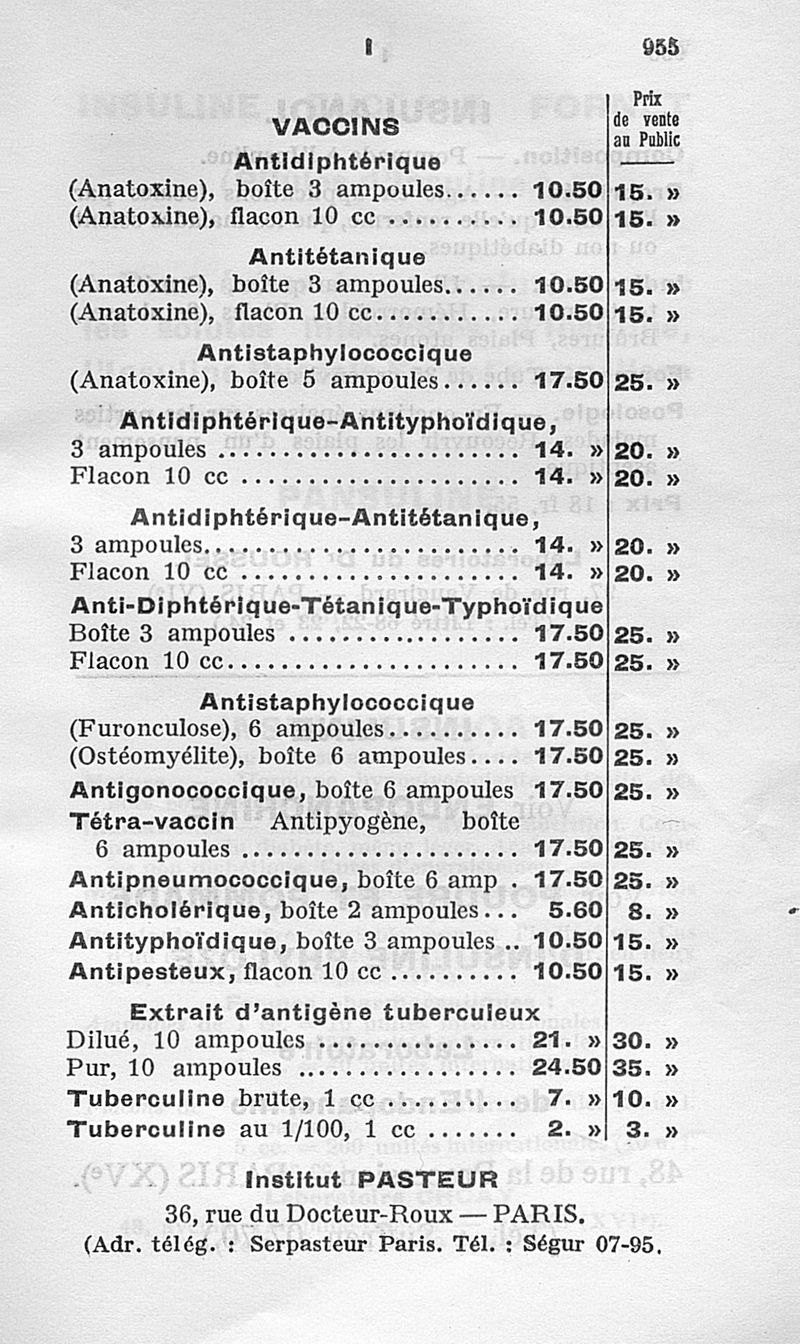 I 955
Prix
de vente
au Public
VACCINS
Antidiphtérique
(Anatoxine), boîte 3 ampoules...... 10.50 15. »
(Anatoxine), flacon 10 cc .......... 10.50 15. »
Antitétanique
(Anatoxine), boîte 3 ampoules...... 10.50 15. »
(Anatoxine), flacon 10 cc........... 10.50 15. »
Antistaphylococcique
(Anatoxine), boîte 5 ampoules...... 17.50 25. »
Antidiphtérique-Antityphoïdique,
3 ampoules ...................... 14. » 20. »
Flacon 10 cc .................... 14. » 20. »
Antidiphtérique-Antitétanique,
3 ampoules....................... 14. » 20. »
Flacon 10 cc .................... 14. » 20. »
Anti-Diphtérique-Tétanique-Typhoïdique
Boîte 3 ampoules ................. 17.50 25. »
Flacon 10 cc...................... 17.50 25. »
Antistaphylococcique
(Furonculose), 6 ampoules.......... 17.50 25. »
(Ostéomyélite), boîte 6 ampoules.... 17.50 25. »
Antigonococcique, boîte 6 ampoules 17.50 25. »
Tétra-vaccin Antipyogène, boîte
6 ampoules ..................... 17.50 25. »
Antipneumococcique, boîte 6 amp . 17.50 25. »
Anticholérique, boîte 2 ampoules... 5.60 8. »
Antityphoïdique, boîte 3 ampoules .. 10.50 15. »
Antipesteux, flacon 10 cc ........... 10.50 15. »
Extrait d'antigène tuberculeux
Dilué, 10 ampoules ................ 21. » 30. »
Pur, 10 ampoules .................. 24.50 35. »
Tuberculine brute, 1 cc .......... 7. » 10. »
Tuberculine au 1/100, 1 cc ....... 2. » 3. »
Institut PASTEUR
36, rue du Docteur-Roux — PARIS.
(Adr. télég. : Serpasteur Paris. Tél. : Ségur 07-95.